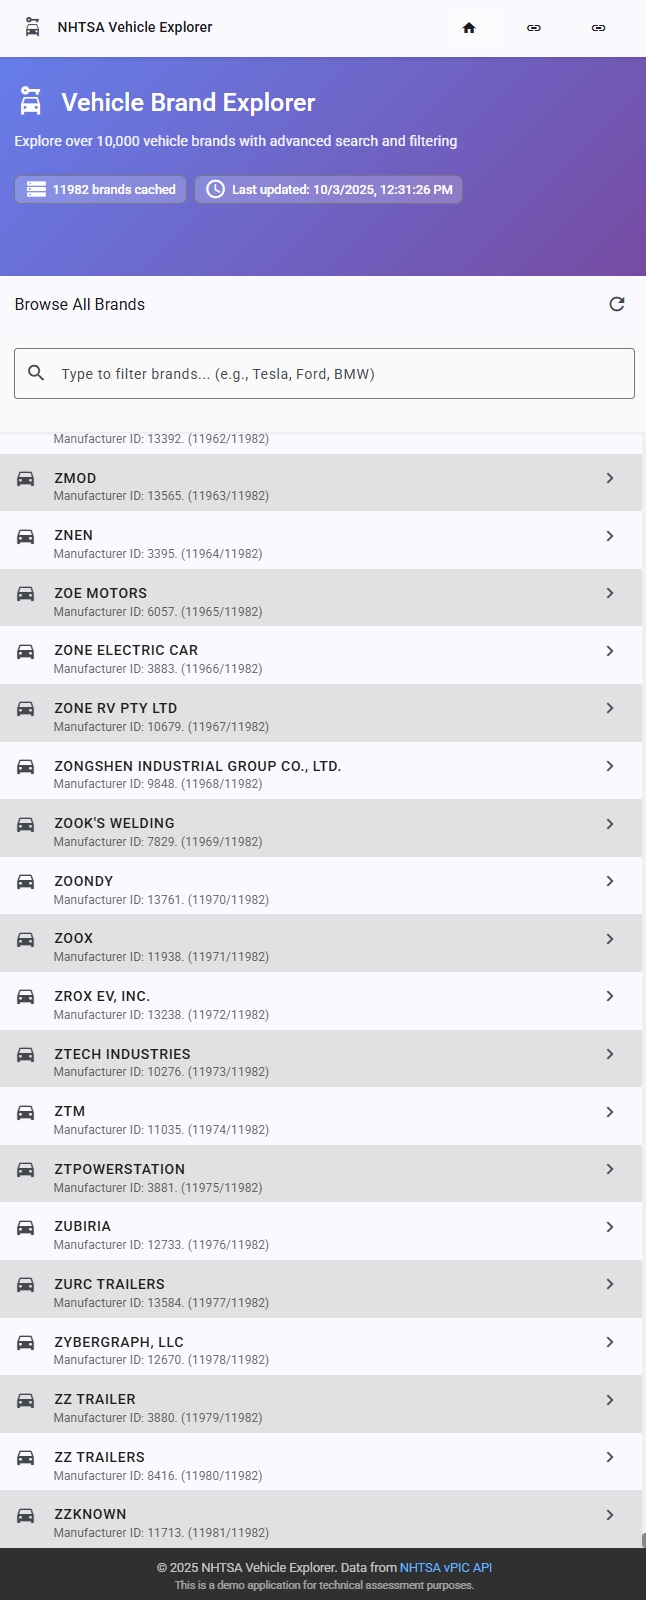 NHTSA Vehicle Explorer
Vehicle Brand Explorer
Explore over 10,000 vehicle brands with advanced search and filtering
11982 brands cached
Last updated: 10/3/2025, 12:31:26 PM
Browse All Brands
Type to filter brands... (e.g., Tesla, Ford, BMW)
Manufacturer ID: 13392. (11962/11982)
ZMOD
Manufacturer ID: 13565. (11963/11982)
ZNEN
Manufacturer ID: 3395. (11964/11982)
ZOE MOTORS
Manufacturer ID: 6057. (11965/11982)
ZONE ELECTRIC CAR
Manufacturer ID: 3883. (11966/11982)
ZONE RV PTY LTD
Manufacturer ID: 10679. (11967/11982)
ZONGSHEN INDUSTRIAL GROUP CO., LTD.
Manufacturer ID: 9848. (11968/11982)
ZOOK'S WELDING
Manufacturer ID: 7829. (11969/11982)
ZOONDY
Manufacturer ID: 13761. (11970/11982)
ZOOX
Manufacturer ID: 11938. (11971/11982)
ZROX EV, INC.
Manufacturer ID: 13238. (11972/11982)
ZTECH INDUSTRIES
Manufacturer ID: 10276. (11973/11982)
ZTM
Manufacturer ID: 11035. (11974/11982)
ZTPOWERSTATION
Manufacturer ID: 3881. (11975/11982)
ZUBIRIA
Manufacturer ID: 12733. (11976/11982)
ZURC TRAILERS
Manufacturer ID: 13584. (11977/11982)
ZYBERGRAPH, LLC
Manufacturer ID: 12670. (11978/11982)
ZZ TRAILER
Manufacturer ID: 3880. (11979/11982)
ZZ TRAILERS
Manufacturer ID: 8416. (11980/11982)
ZZKNOWN
Manufacturer ID: 11713. (11981/11982)
© 2025 NHTSA Vehicle Explorer. Data from NHTSA vPIC API
This is a demo application for technical assessment purposes.